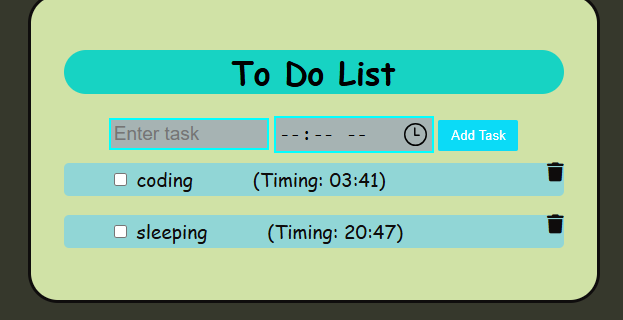 To Do List
Enter task --:-- -- Add Task
coding (Timing: 03:41)
sleeping (Timing: 20:47)